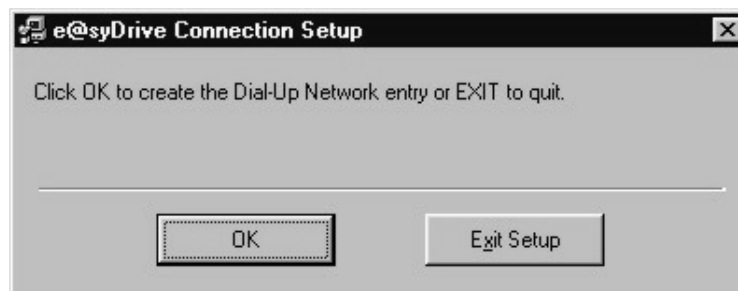 e@syDrive Connection Setup
Click OK to create the Dial-Up Network entry or EXIT to quit.
OK
Exit Setup